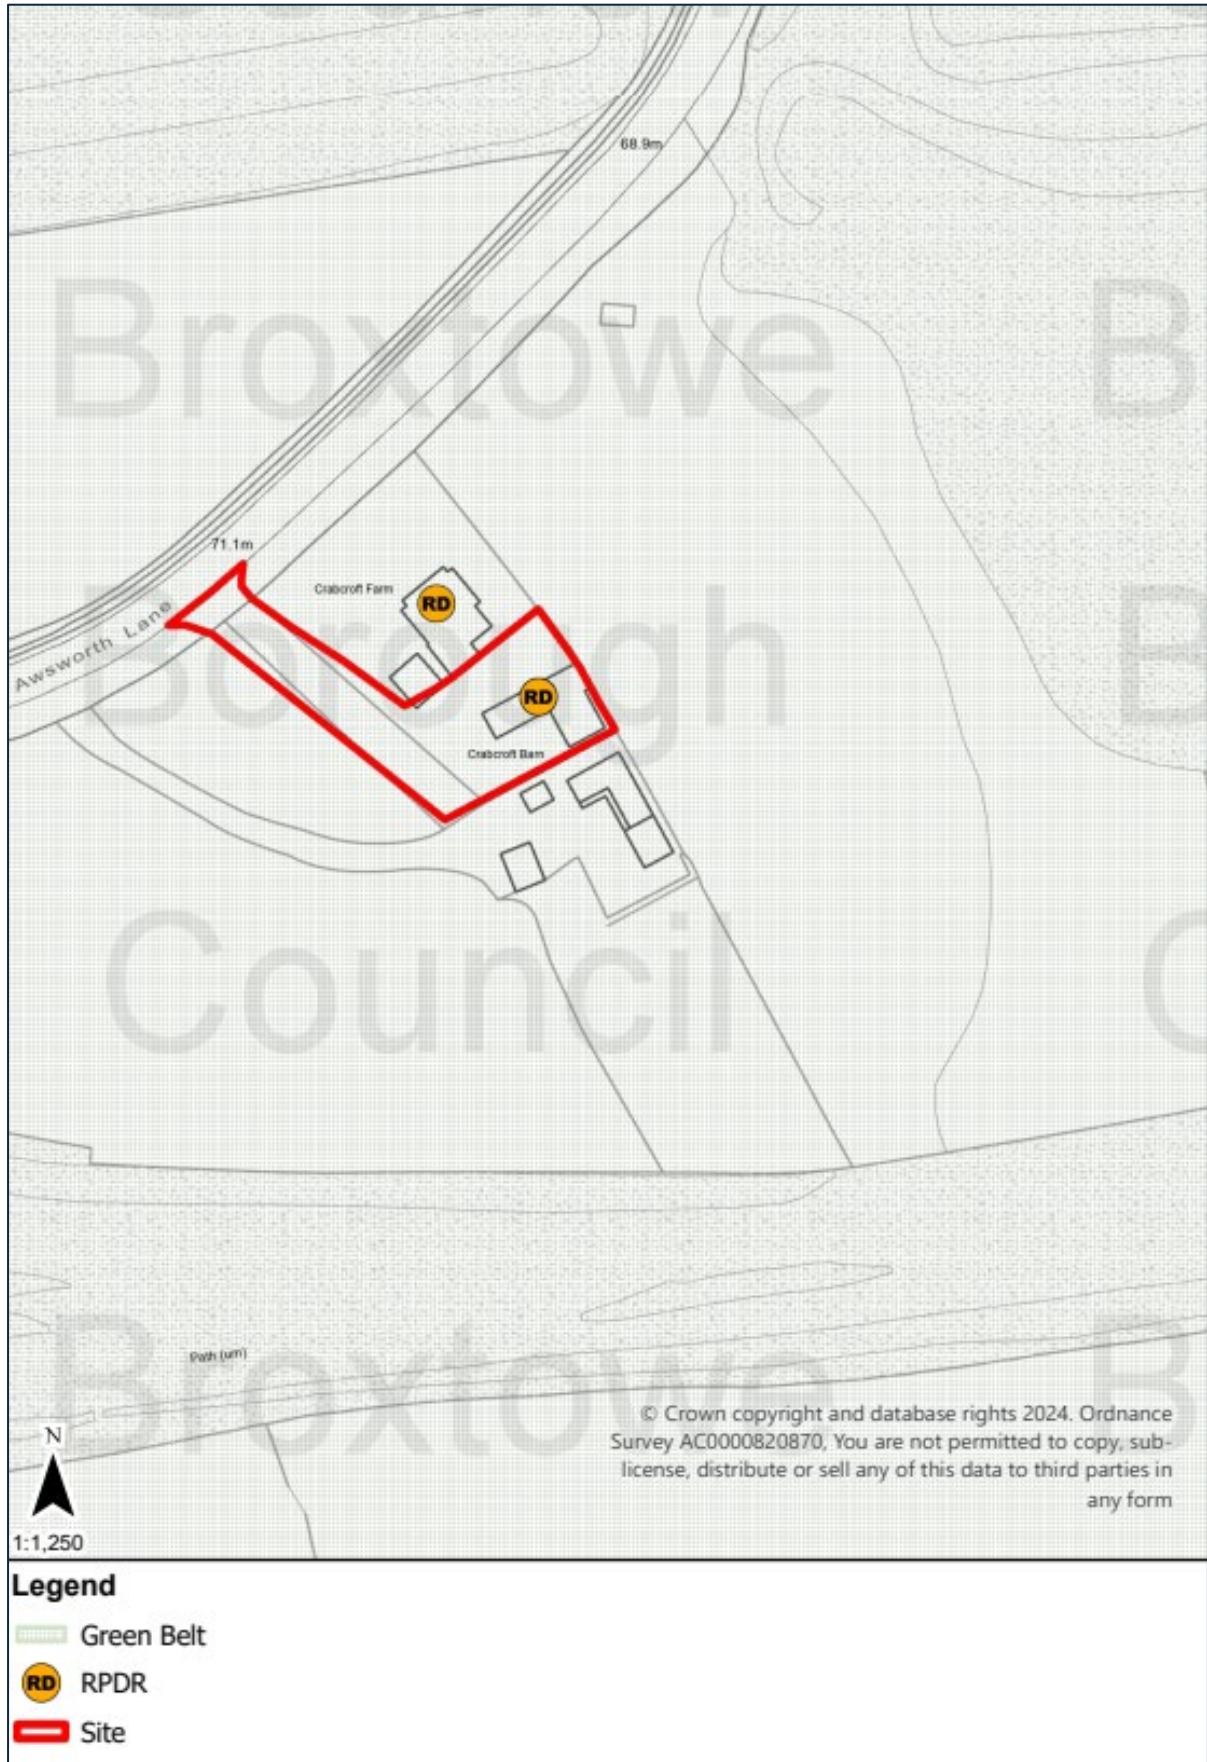 68.9m
Broxtowe
B
71.1m
Crabcroft Farm
RD
Awsworth Lane
Borough
B
RD
Crabcroft Barn
Council
C
Path (um)
Broxtowe
B
© Crown copyright and database rights 2024. Ordnance
Survey AC0000820870, You are not permitted to copy, sub-
license, distribute or sell any of this data to third parties in
any form
N
1:1,250
Legend
Green Belt
RD RPDR
Site